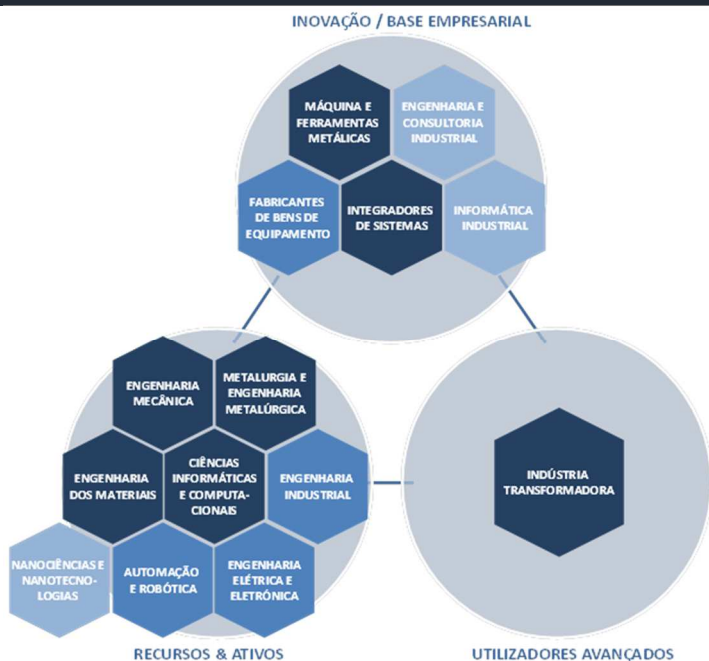 INOVAÇÃO / BASE EMPRESARIAL
MÁQUINA E
FERRAMENTAS
METÁLICAS
ENGENHARIA E
CONSULTORIA
INDUSTRIAL
FABRICANTES
DE BENS DE
EQUIPAMENTO
INTEGRADORES
DE SISTEMAS
INFORMÁTICA
INDUSTRIAL
ENGENHARIA
MECÂNICA
METALURGIA E
ENGENHARIA
METALÚRGICA
ENGENHARIA
DOS MATERIAIS
CIÊNCIAS
INFORMÁTICAS
E COMPUTA-
CIONAIS
ENGENHARIA
INDUSTRIAL
NANOCIÊNCIAS E
NANOTECNO-
LOGIAS
AUTOMAÇÃO
E ROBÓTICA
ENGENHARIA
ELÉTRICA E
ELETRÓNICA
INDÚSTRIA
TRANSFORMADORA
RECURSOS & ATIVOS
UTILIZADORES AVANÇADOS